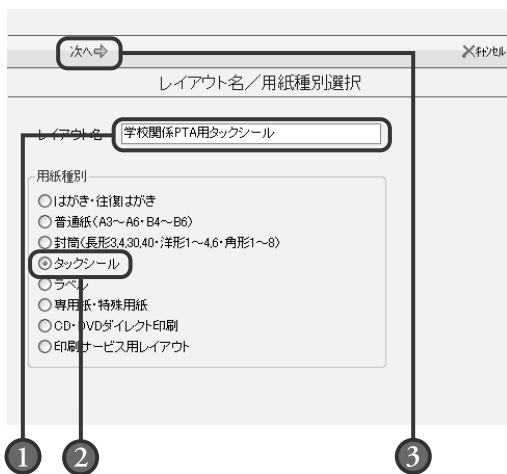 次へ
キャンセル
レイアウト名／用紙種別選択
レイアウト名 学校関係PTA用タックシール
用紙種別
はがき・往復はがき
普通紙（A3～A6・B4～B6）
封筒（長形3,4,30,40・洋形1～4,6・角形1～8）
タックシール
ラベル
専用紙・特殊用紙
CD・DVDダイレクト印刷
印刷サービス用レイアウト
1 2 3